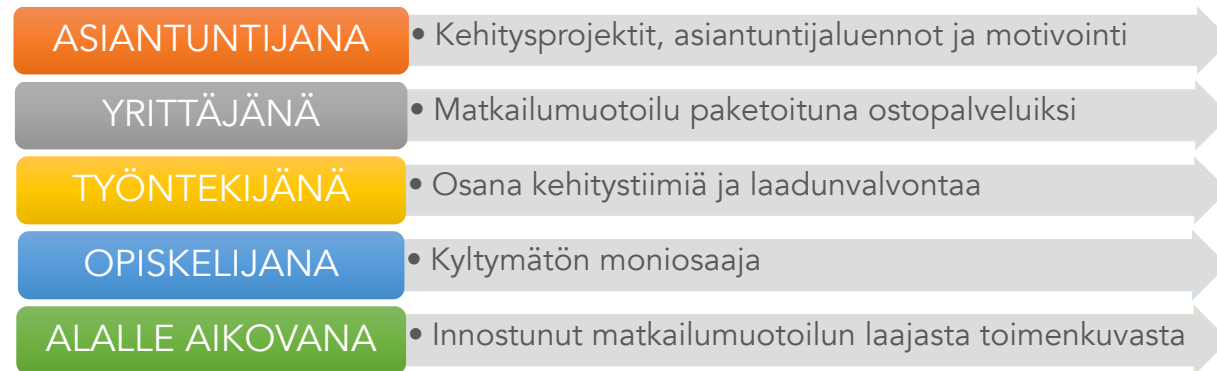 ASIANTUNTIJANA • Kehitysprojektit, asiantuntijaluennot ja motivointi
YRITTÄJÄNÄ • Matkailumuotoilu paketoituna ostopalveluiksi
TYÖNTEKIJÄNÄ • Osana kehitystiimiä ja laadunvalvontaa
OPISKELIJANA • Kyltymätön moniosaaja
ALALLE AIKOVANA • Innostunut matkailumuotoilun laajasta toimenkuvasta